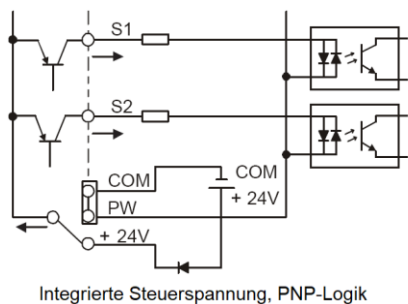 S1
S2
COM
COM
+ 24V
PW
+ 24V
Integrierte Steuerspannung, PNP-Logik